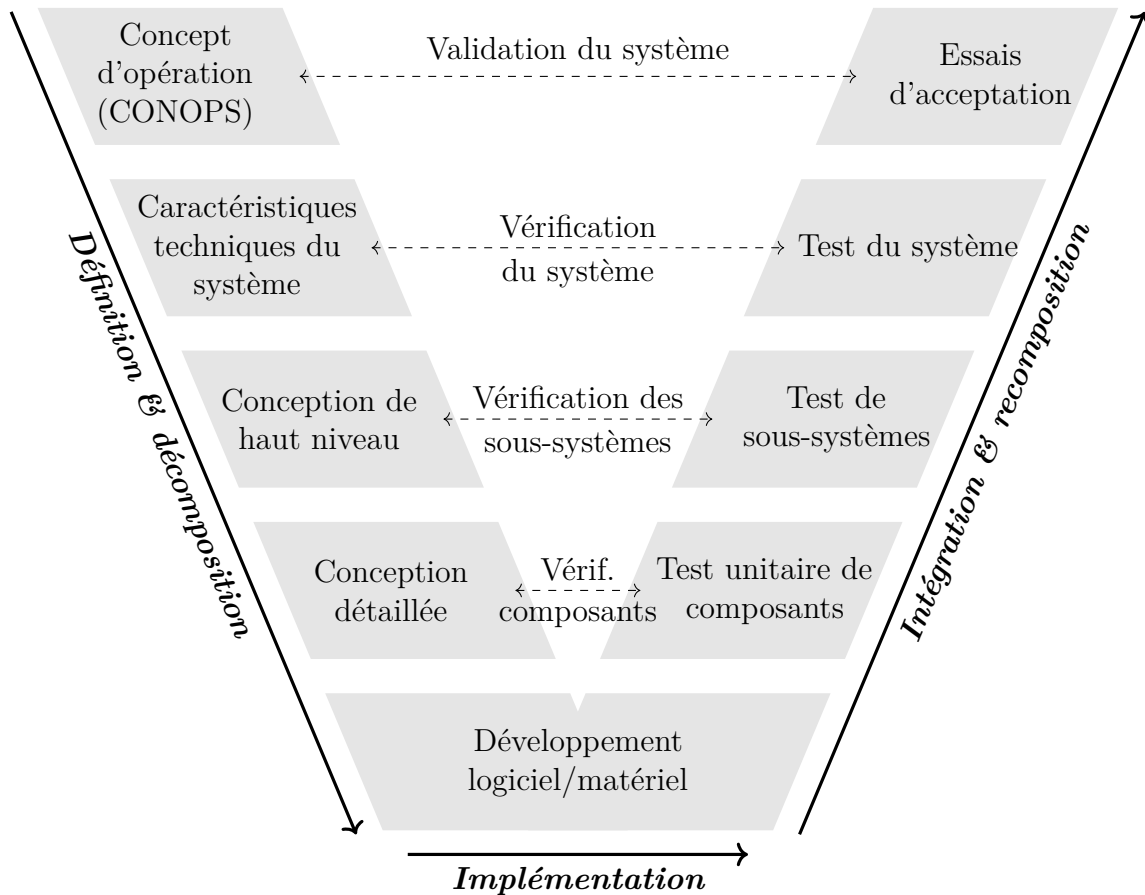 Concept
d'opération
(CONOPS)
Validation du système
Essais
d'acceptation
Caractéristiques
techniques du
système
Vérification
du système
Test du système
Définition & décomposition
Intégration & recomposition
Conception de
haut niveau
Vérification des
sous-systèmes
Test de
sous-systèmes
Conception
détaillée
Vérif.
composants
Test unitaire de
composants
Développement
logiciel/matériel
Implémentation